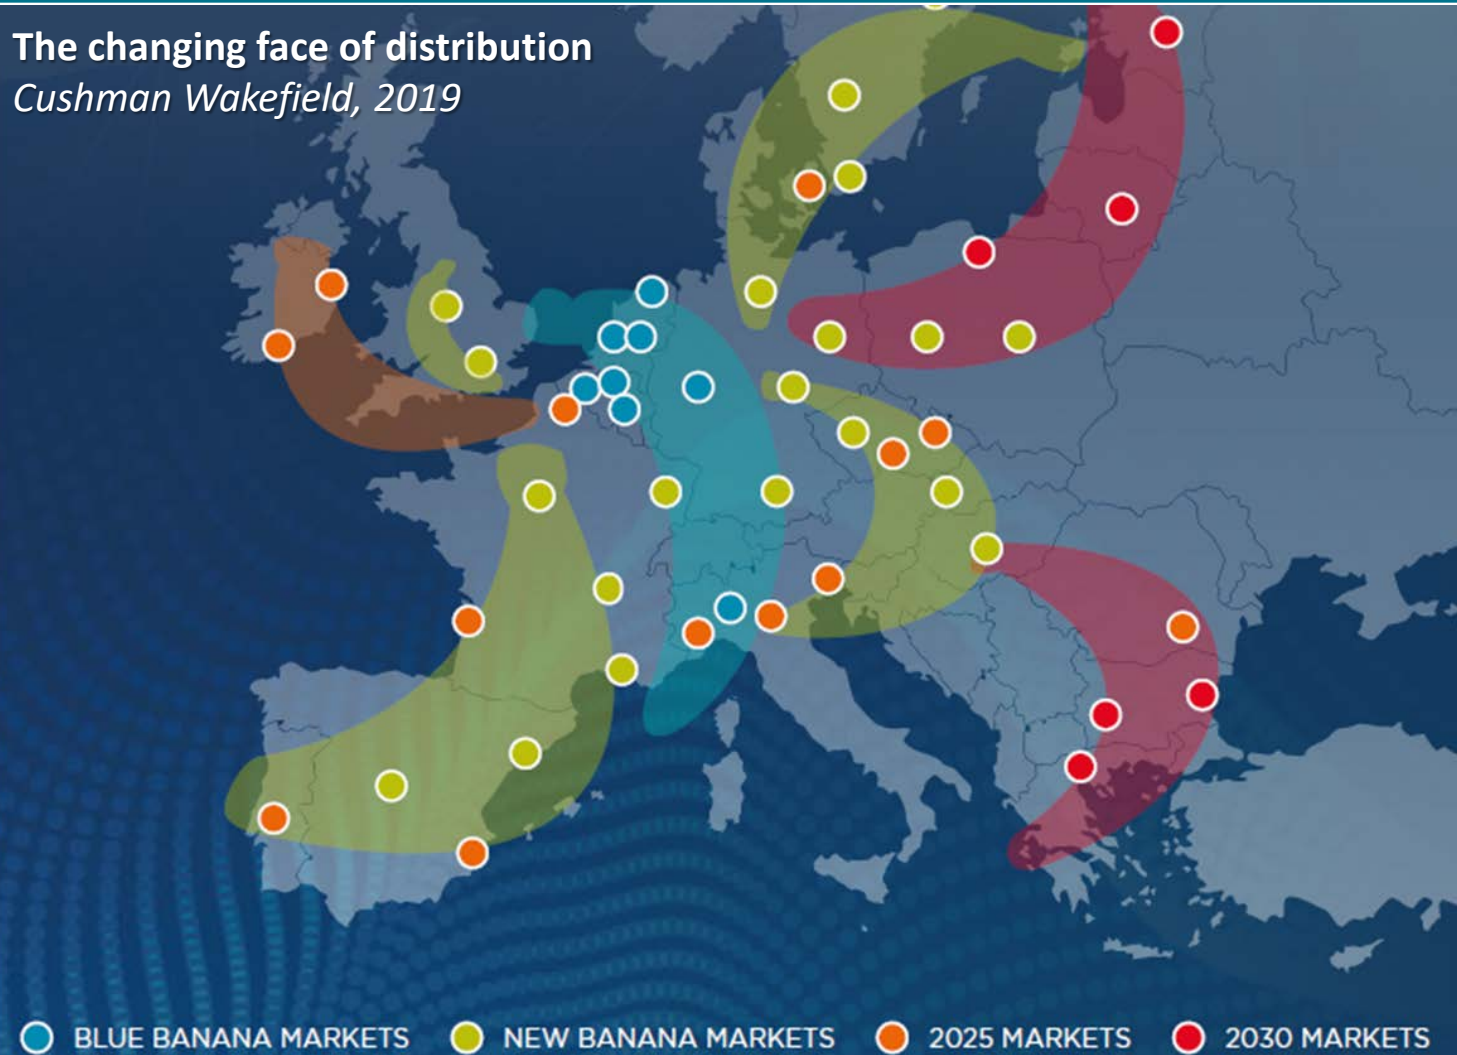 The changing face of distribution
Cushman Wakefield, 2019
BLUE BANANA MARKETS NEW BANANA MARKETS 2025 MARKETS 2030 MARKETS